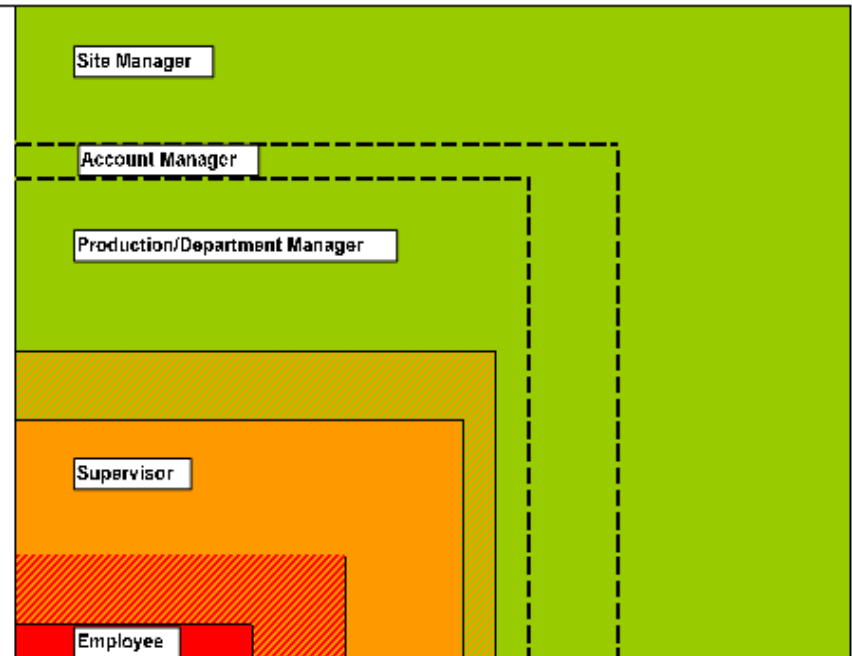 Site Manager
Account Manager
Production/Department Manager
Supervisor
Employee